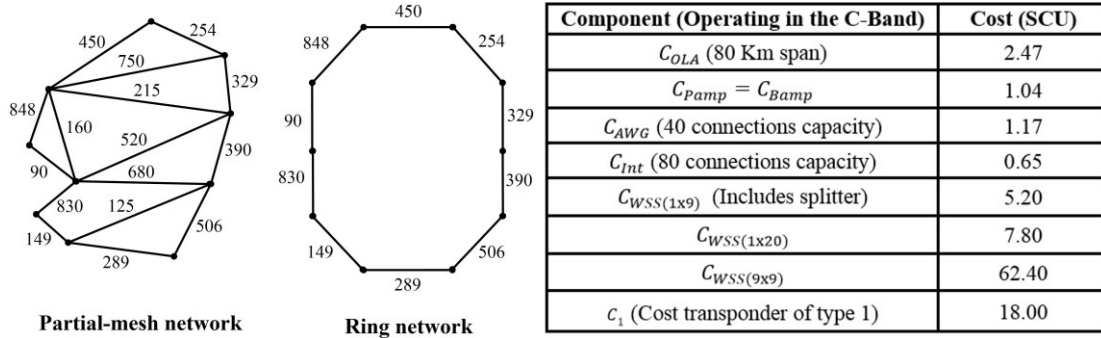 450
254
750
329
215
848
160
520
390
90
680
830
125
506
149
289
Partial-mesh network
450
848
254
90
329
830
390
149
506
289
Ring network
Component (Operating in the C-Band) Cost (SCU)
C_OLA (80 Km span) 2.47
C_Pamp = C_Bamp 1.04
C_AWG (40 connections capacity) 1.17
C_Int (80 connections capacity) 0.65
C_WSS(1x9) (Includes splitter) 5.20
C_WSS(1x20) 7.80
C_WSS(9x9) 62.40
C_1 (Cost transponder of type 1) 18.00